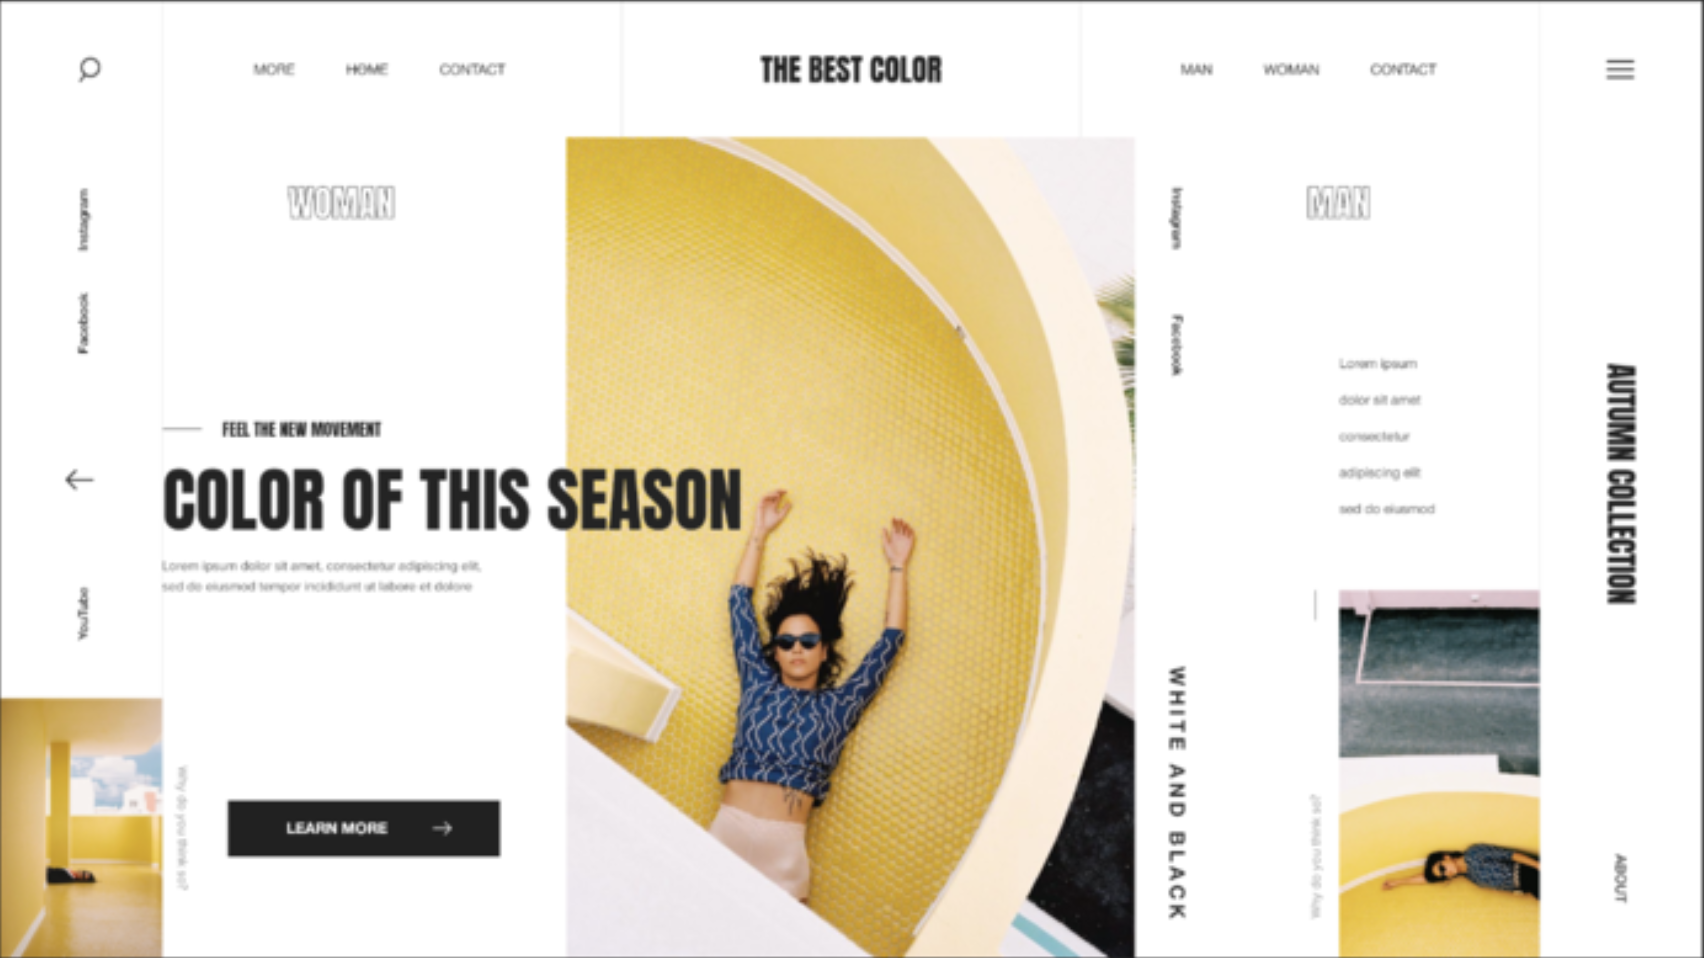 MORE HOME CONTACT
THE BEST COLOR
MAN WOMAN CONTACT
Instagram
Facebook
YouTube
WOMAN
FEEL THE NEW MOVEMENT
COLOR OF THIS SEASON
Lorem ipsum dolor sit amet, consectetur adipiscing elit,
sed do eiusmod tempor incididunt ut labore et dolore
Why do you think so?
LEARN MORE
Instagram
Facebook
WHITE AND BLACK
MAN
Lorem ipsum
dolor sit amet
consectetur
adipiscing elit
sed do eiusmod
Why do you think so?
AUTUMN COLLECTION
ABOUT